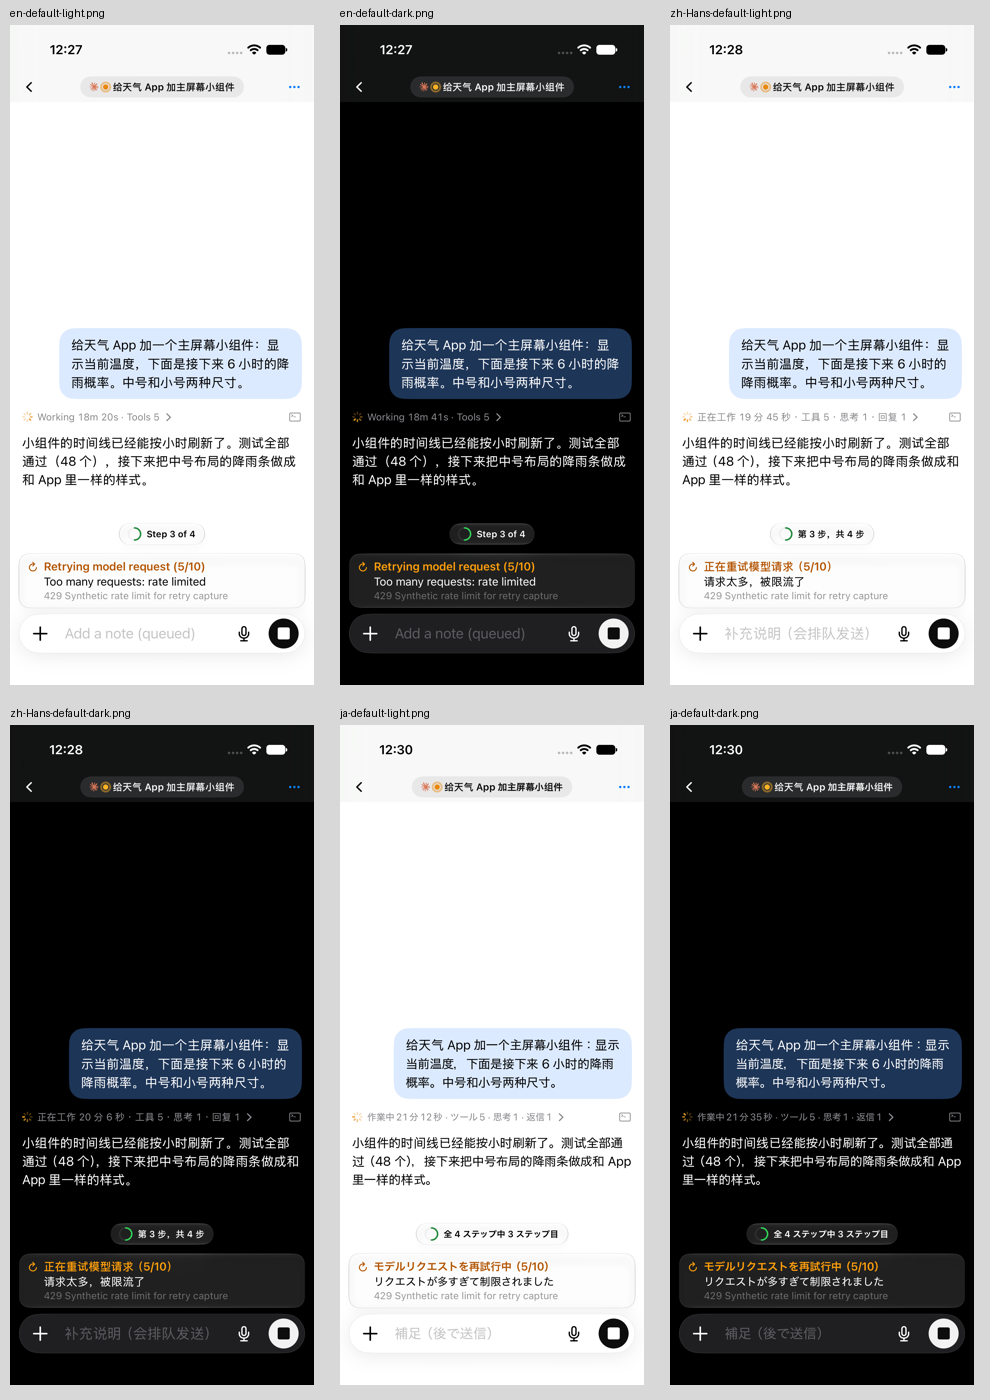 en-default-light.png
12:27
给天气 App 加主屏幕小组件
给天气 App 加一个主屏幕小组件：显
示当前温度，下面是接下来 6 小时的降
雨概率。中号和小号两种尺寸。
Working 18m 20s · Tools 5
小组件的时间线已经能按小时刷新了。测试全部
通过（48 个），接下来把中号布局的降雨条做成
和 App 里一样的样式。
Step 3 of 4
Retrying model request (5/10)
Too many requests: rate limited
429 Synthetic rate limit for retry capture
Add a note (queued)
en-default-dark.png
12:27
给天气 App 加主屏幕小组件
给天气 App 加一个主屏幕小组件：显
示当前温度，下面是接下来 6 小时的降
雨概率。中号和小号两种尺寸。
Working 18m 41s · Tools 5
小组件的时间线已经能按小时刷新了。测试全部
通过（48 个），接下来把中号布局的降雨条做成
和 App 里一样的样式。
Step 3 of 4
Retrying model request (5/10)
Too many requests: rate limited
429 Synthetic rate limit for retry capture
Add a note (queued)
zh-Hans-default-light.png
12:28
给天气 App 加主屏幕小组件
给天气 App 加一个主屏幕小组件：显
示当前温度，下面是接下来 6 小时的降
雨概率。中号和小号两种尺寸。
正在工作 19 分 45 秒 · 工具 5 · 思考 1 · 回复 1
小组件的时间线已经能按小时刷新了。测试全部
通过（48 个），接下来把中号布局的降雨条做成和
App 里一样的样式。
第 3 步，共 4 步
正在重试模型请求（5/10）
请求太多，被限流了
429 Synthetic rate limit for retry capture
补充说明（会排队发送）
zh-Hans-default-dark.png
12:28
给天气 App 加主屏幕小组件
给天气 App 加一个主屏幕小组件：显
示当前温度，下面是接下来 6 小时的
降雨概率。中号和小号两种尺寸。
正在工作 20 分 6 秒 · 工具 5 · 思考 1 · 回复 1
小组件的时间线已经能按小时刷新了。测试全部
通过（48 个），接下来把中号布局的降雨条做成和
App 里一样的样式。
第 3 步，共 4 步
正在重试模型请求（5/10）
请求太多，被限流了
429 Synthetic rate limit for retry capture
补充说明（会排队发送）
ja-default-light.png
12:30
给天气 App 加主屏幕小组件
给天气 App 加一个主屏幕小组件：显示
当前温度，下面是接下来 6 小时的降雨
概率。中号和小号两种尺寸。
作業中21分12秒 · ツール5 · 思考1 · 返信1
小组件的时间线已经能按小时刷新了。测试全部通
过（48 个），接下来把中号布局的降雨条做成和 App
里一样的样式。
全 4 ステップ中 3 ステップ目
モデルリクエストを再試行中（5/10）
リクエストが多すぎて制限されました
429 Synthetic rate limit for retry capture
補足（後で送信）
ja-default-dark.png
12:30
给天气 App 加主屏幕小组件
给天气 App 加一个主屏幕小组件：显示
当前温度，下面是接下来 6 小时的降雨
概率。中号和小号两种尺寸。
作業中21分35秒 · ツール5 · 思考1 · 返信1
小组件的时间线已经能按小时刷新了。测试全部通
过（48 个），接下来把中号布局的降雨条做成和 App
里一样的样式。
全 4 ステップ中 3 ステップ目
モデルリクエストを再試行中（5/10）
リクエストが多すぎて制限されました
429 Synthetic rate limit for retry capture
補足（後で送信）